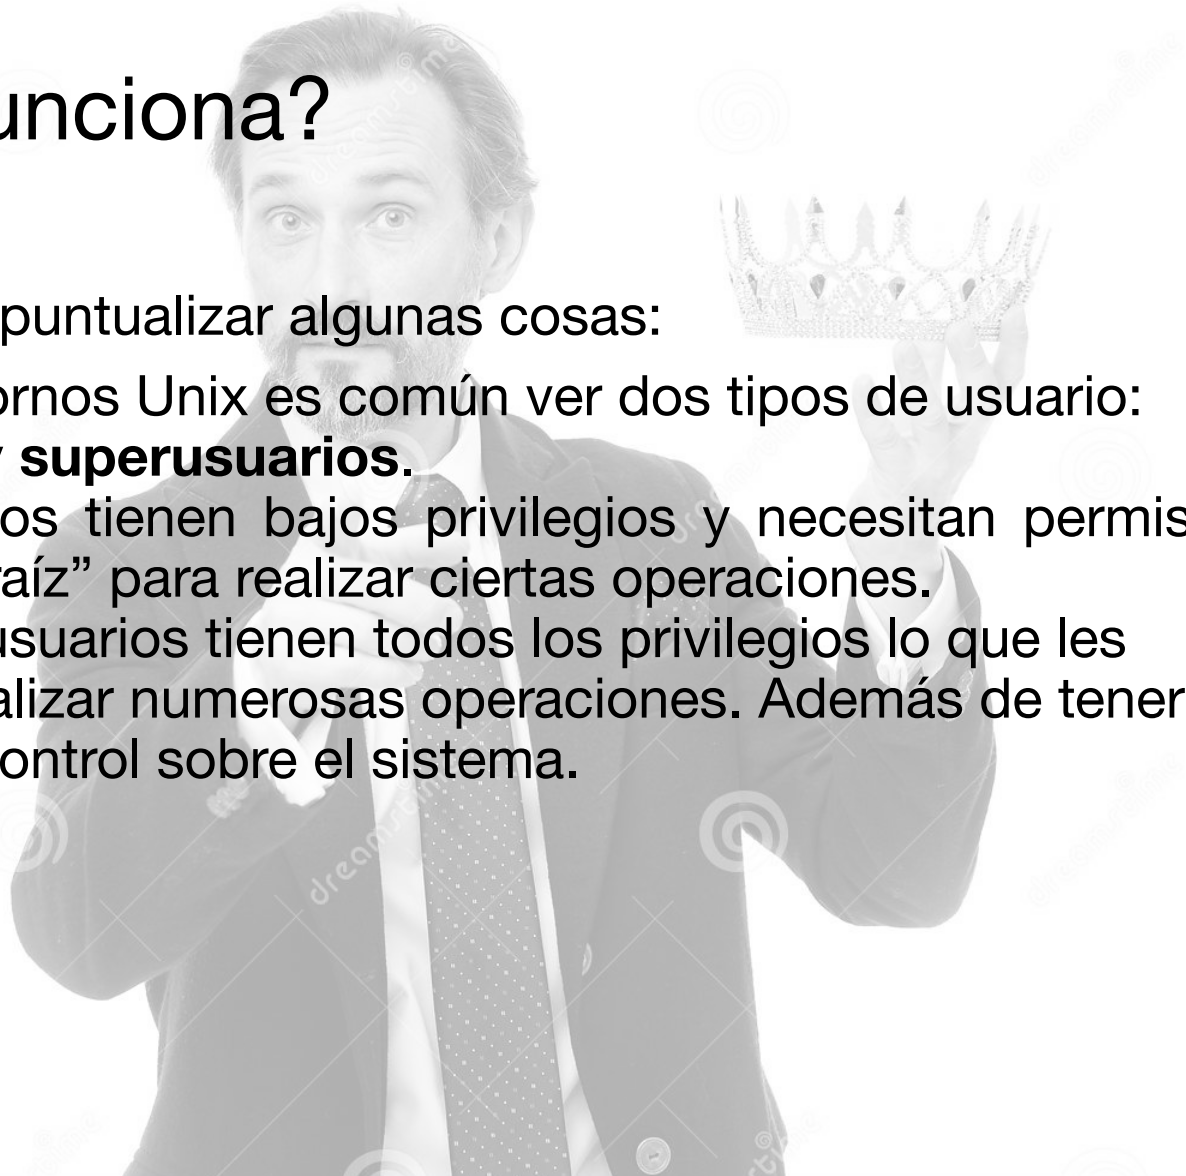 unciona?
puntualizar algunas cosas:
ornos Unix es común ver dos tipos de usuario:
y superusuarios.
os tienen bajos privilegios y necesitan permis
raíz” para realizar ciertas operaciones.
usuarios tienen todos los privilegios lo que les
alizar numerosas operaciones. Además de tener
ontrol sobre el sistema.
dreamstime